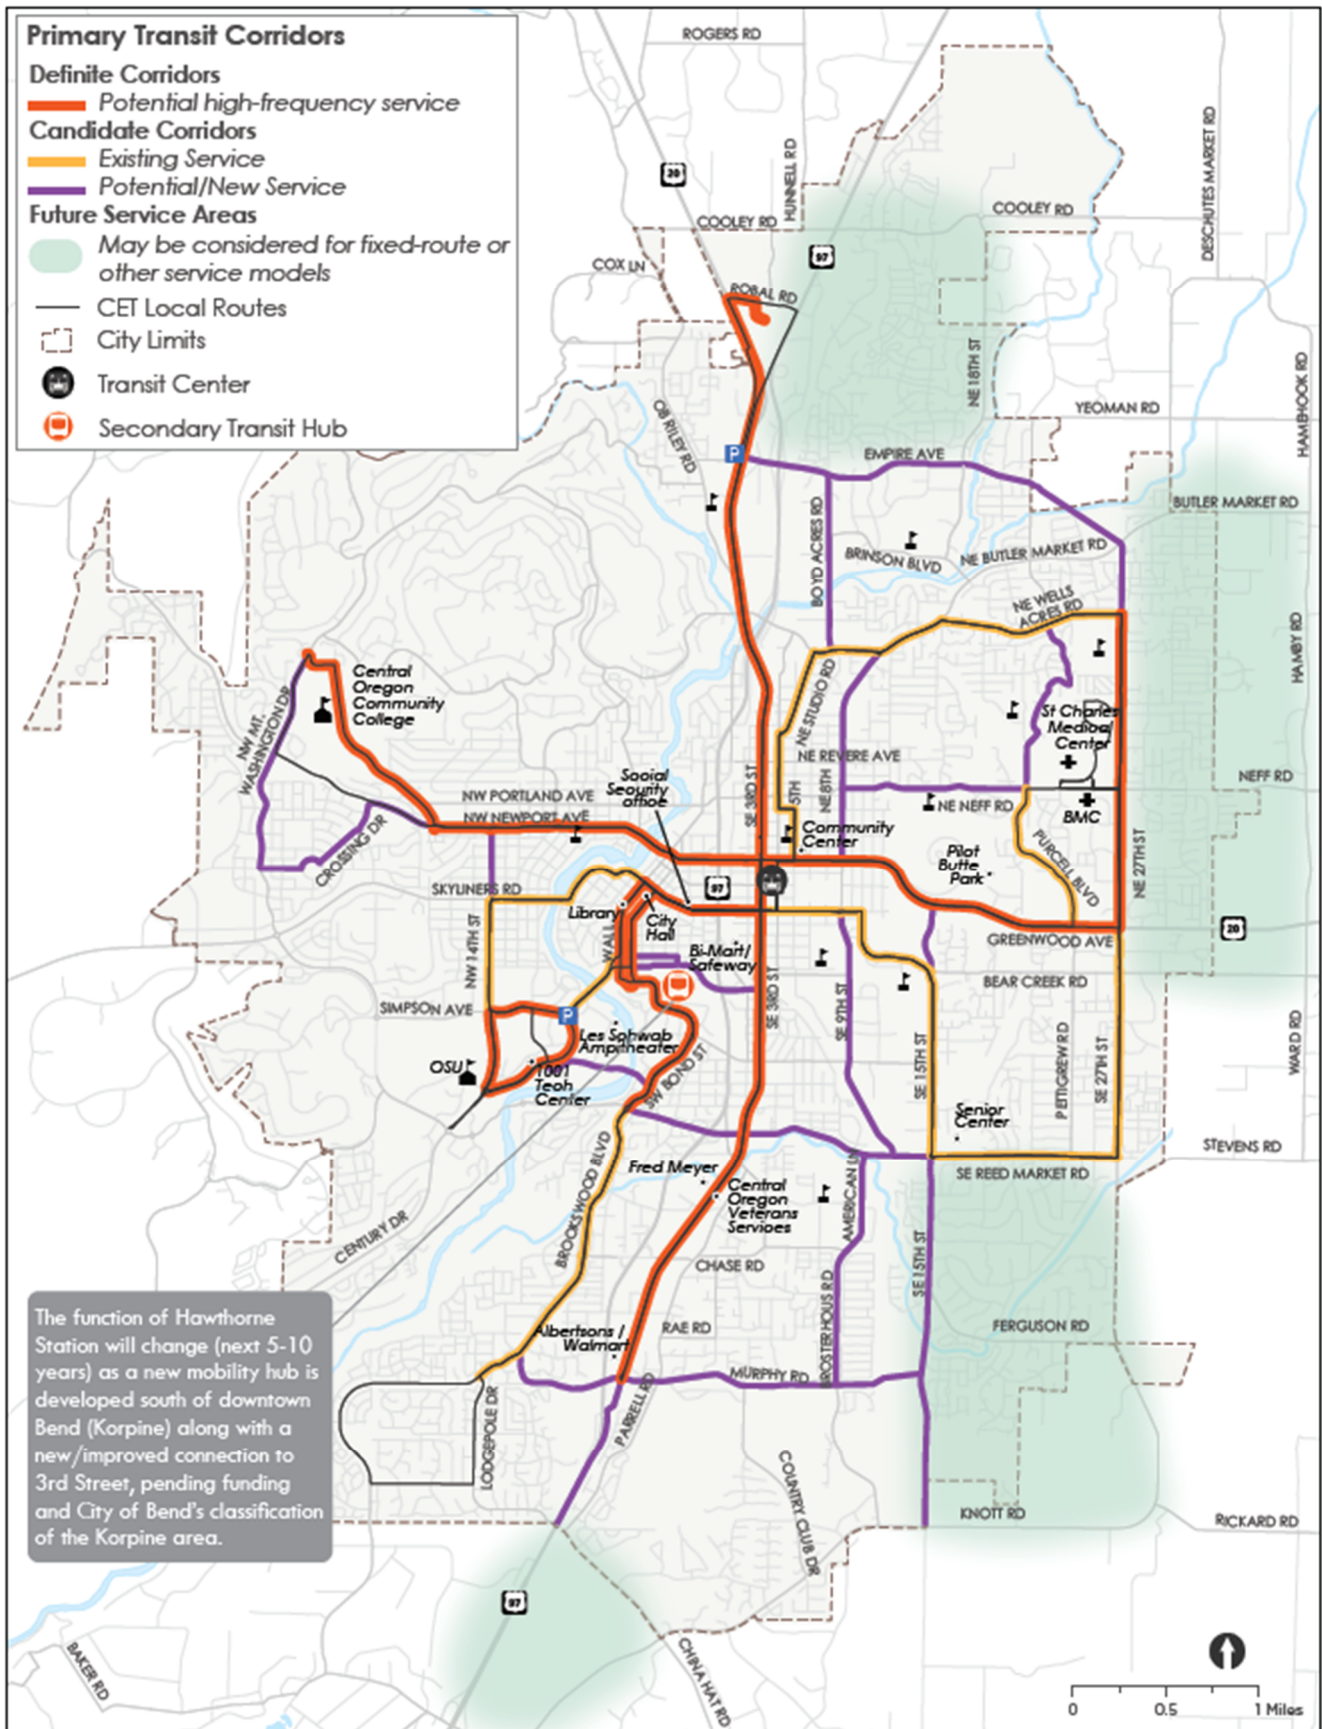 Primary Transit Corridors
Definite Corridors
Potential high-frequency service
Candidate Corridors
Existing Service
Potential/New Service
Future Service Areas
May be considered for fixed-route or
other service models
CET Local Routes
City Limits
Transit Center
Secondary Transit Hub
ROGERS RD
20
HUNNELL RD
DESCHUTES MARKET RD
COOLEY RD
COOLEY RD
97
COX LN
ROBAL RD
NE 18TH ST
HAMEHOOK RD
YEOMAN RD
OB RILEY RD
P
EMPIRE AVE
BUTLER MARKET RD
BOYD ACRES RD
BRINSON BLVD
NE BUTLER MARKET RD
NE WELLS
ACRES RD
HAMBY RD
Central
Oregon
Community
College
NW MT.
WASHINGTON DR
NE STUDIO RD
St Charles
Medical
Center
NE REVERE AVE
Social
Security
office
SE 3RD ST
5TH
NE 8TH
NEFF RD
NW PORTLAND AVE
NW NEWPORT AVE
NE NEFF RD
BMC
Community
Center
CROSSING DR
Pilot
Butte
Park
PURCELL BLVD
NE 27TH ST
SKYLINERS RD
97
Library
City
Hall
WALL
NW 14TH ST
20
GREENWOOD AVE
Bi-Mart/
Safeway
BEAR CREEK RD
SE 3RD ST
SE 9TH ST
SIMPSON AVE
P
Les Schwab
Ampitheater
SE 15TH ST
PETTIGREW RD
SE 27TH ST
WARD RD
OSU
1001
Tech
Center
SW BOND ST
Senior
Center
STEVENS RD
SE REED MARKET RD
Fred Meyer
Central
Oregon
Veterans
Services
BROOKSWOOD BLVD
AMERICAN LN
CENTURY DR
CHASE RD
SE 15TH ST
BROSTERHOUS RD
The function of Hawthorne
Station will change (next 5-10
years) as a new mobility hub is
developed south of downtown
Bend (Korpine) along with a
new/improved connection to
3rd Street, pending funding
and City of Bend's classification
of the Korpine area.
Albertsons /
Walmart
RAE RD
FERGUSON RD
MURPHY RD
PARRELL RD
LODGEPOLE DR
COUNTRY CLUB DR
KNOTT RD
RICKARD RD
97
BAKER RD
CHINA HAT RD
0
0.5
1 Miles